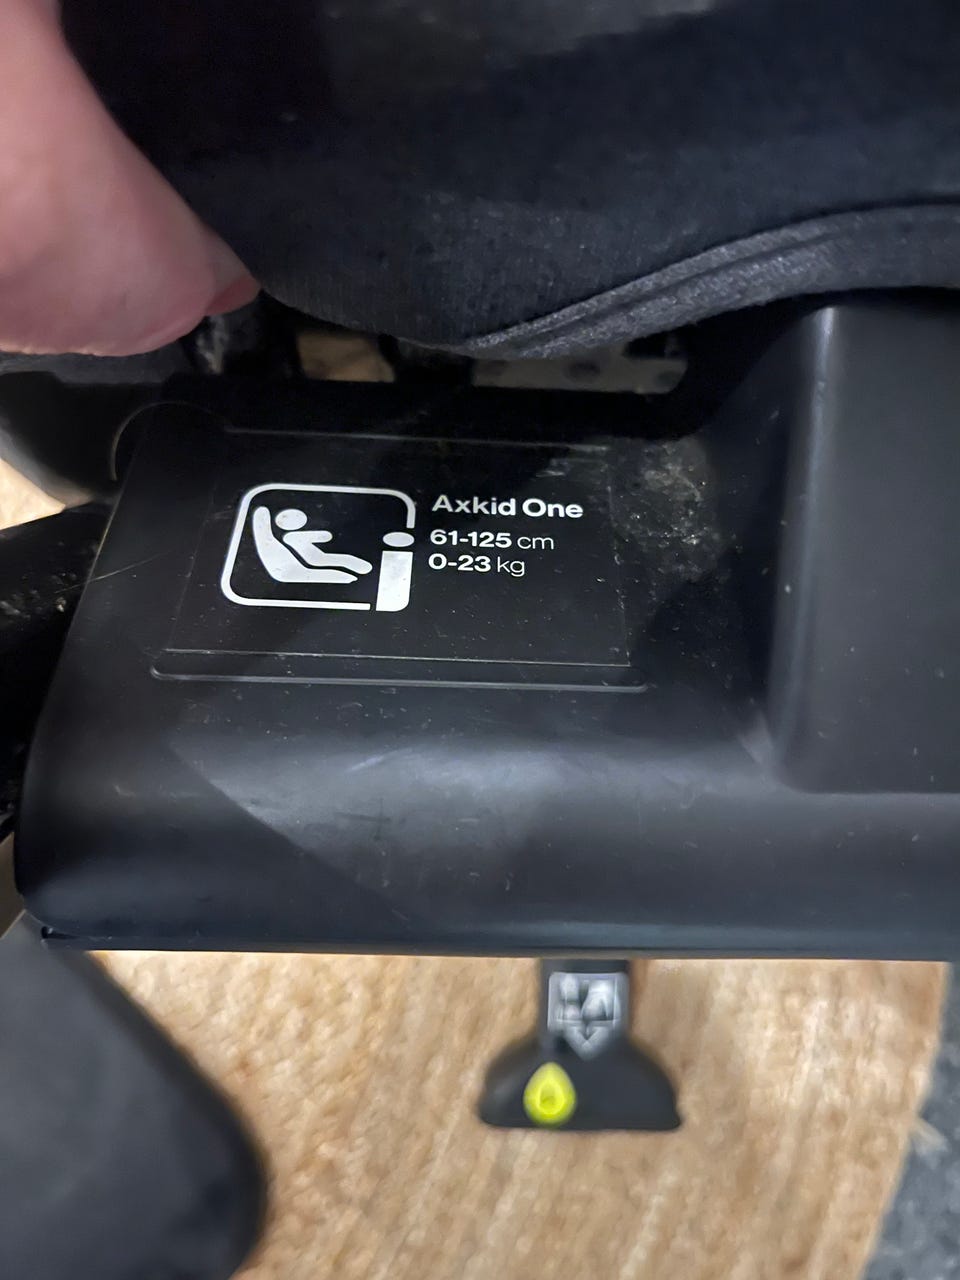 Axkid One
61-125 cm
0-23 kg